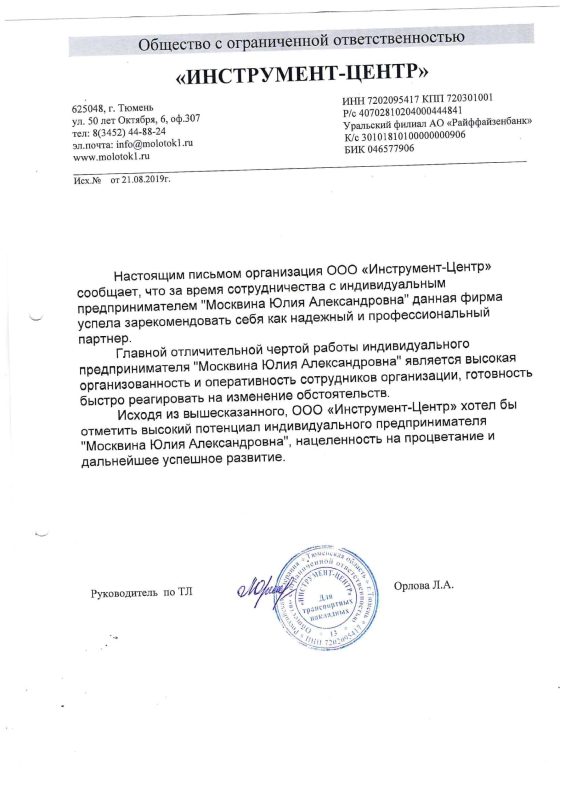 Общество с ограниченной ответственностью
«ИНСТРУМЕНТ-ЦЕНТР»
625048, г. Тюмень
ул. 50 лет Октября, 6, оф.307
тел: 8(3452) 44-88-24
эл.почта: info@molotok1.ru
www.molotok1.ru
ИНН 7202095417 КПП 720301001
Р/с 40702810204000444841
Уральский филиал АО «Райффайзенбанк»
К/с 30101810100000000906
БИК 046577906
Исх.№ от 21.08.2019г.
Настоящим письмом организация ООО «Инструмент-Центр»
сообщает, что за время сотрудничества с индивидуальным
предпринимателем "Москвина Юлия Александровна" данная фирма
успела зарекомендовать себя как надежный и профессиональный
партнер.
Главной отличительной чертой работы индивидуального
предпринимателя "Москвина Юлия Александровна" является высокая
организованность и оперативность сотрудников организации, готовность
быстро реагировать на изменение обстоятельств.
Исходя из вышесказанного, ООО «Инструмент-Центр» хотел бы
отметить высокий потенциал индивидуального предпринимателя
"Москвина Юлия Александровна", нацеленность на процветание и
дальнейшее успешное развитие.
Руководитель по ТЛ
Орлова Л.А.
«ИНСТРУМЕНТ-ЦЕНТР»
Для
транспортных
накладных
13
ИНН 7202095417
Тюменская область * г.Тюмень
ограниченной ответственностью